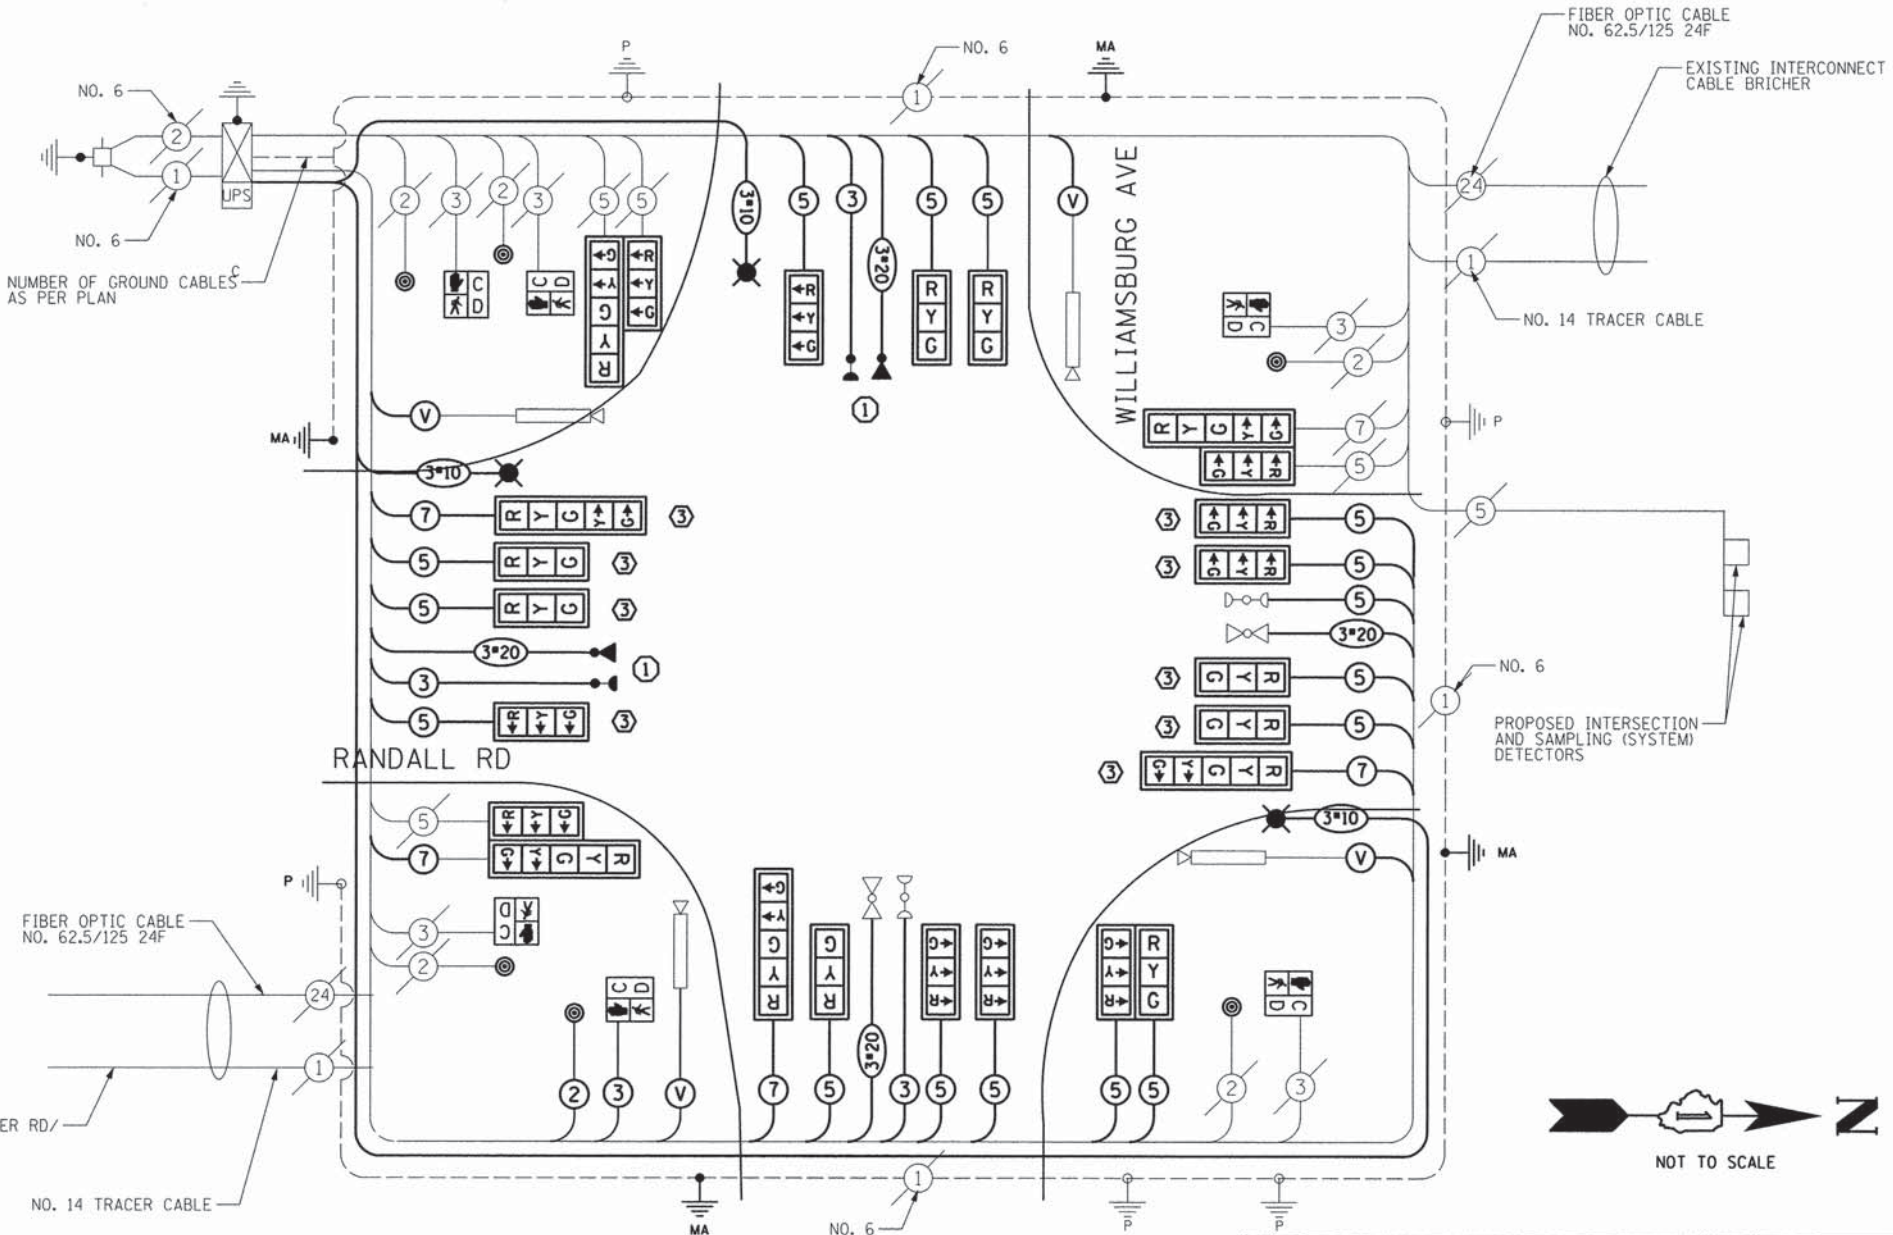 FIBER OPTIC CABLE
NO. 62.5/125 24F
P
NO. 6
MA
EXISTING INTERCONNECT
CABLE BRICHER
NO. 6
1
2
24
1
UPS
2
3
2
3
5
5
3#10
5
3
3#20
5
5
V
NO. 6
NUMBER OF GROUND CABLES C
AS PER PLAN
C
D
C
D
←G
←Y
G
Y
R
←R
←Y
←G
←R
←Y
←G
R
Y
G
R
Y
G
1
WILLIAMSBURG AVE
1
NO. 14 TRACER CABLE
C
D
3
2
V
MA
R Y G ←Y ←G
7
P
←G ←Y ←R
5
3#10
7
R Y G ←Y ←G
3
3
←G ←Y ←R
5
5
5
R Y G
3
3
←G ←Y ←R
5
5
R Y G
3
5
3#20
3#20
3
1
3
G Y R
5
NO. 6
1
5
←R ←Y ←G
3
3
G Y R
5
PROPOSED INTERSECTION
AND SAMPLING (SYSTEM)
DETECTORS
RANDALL RD
3
←G ←Y G Y R
7
5
←R ←Y ←G
3#10
7
←G ←Y G Y R
V
MA
P
FIBER OPTIC CABLE
NO. 62.5/125 24F
3
D
C
2
←G
←Y
G
Y
R
G
Y
R
←G
←Y
←R
←G
←Y
←R
←G
←Y
←R
R
Y
G
C
D
C
D
24
3#20
1
2
3
V
7
5
3
5
5
5
5
2
3
ER RD/
N
NOT TO SCALE
NO. 14 TRACER CABLE
MA
1
NO. 6
P
P